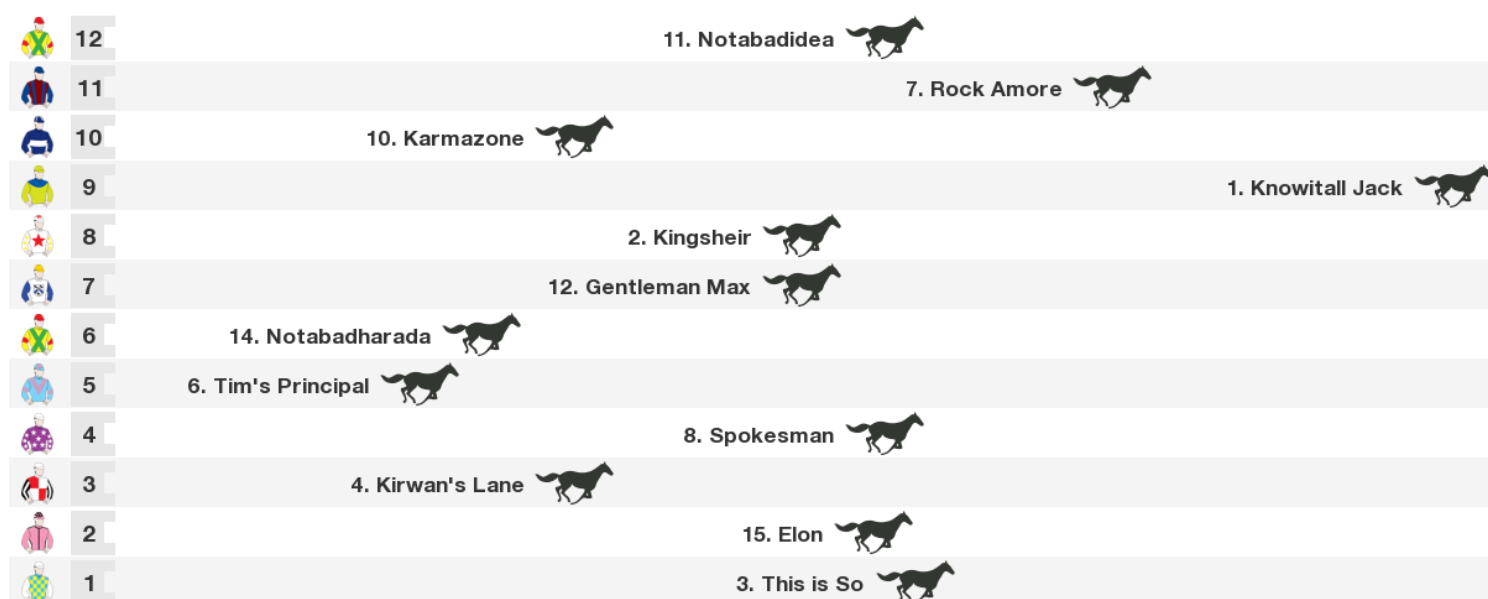 12 11. Notabadidea
11 7. Rock Amore
10 10. Karmazone
9 1. Knowitall Jack
8 2. Kingsheir
7 12. Gentleman Max
6 14. Notabadharada
5 6. Tim's Principal
4 8. Spokesman
3 4. Kirwan's Lane
2 15. Elon
1 3. This is So